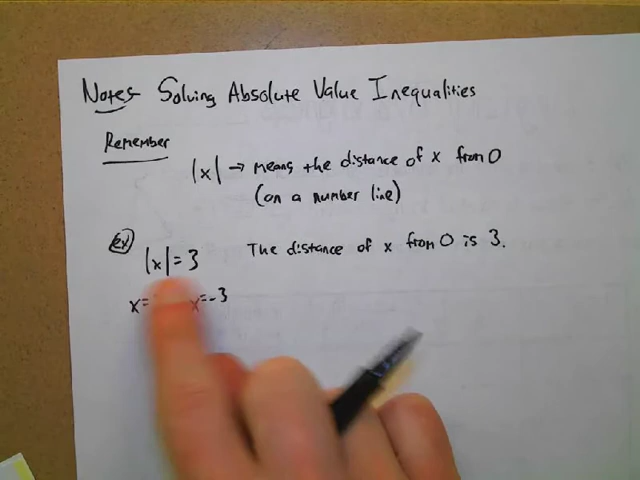 Notes Solving Absolute Value Inequalities
Remember
|x| → means the distance of x from 0
(on a number line)
ex
|x| = 3 The distance of x from 0 is 3.
x= x=-3